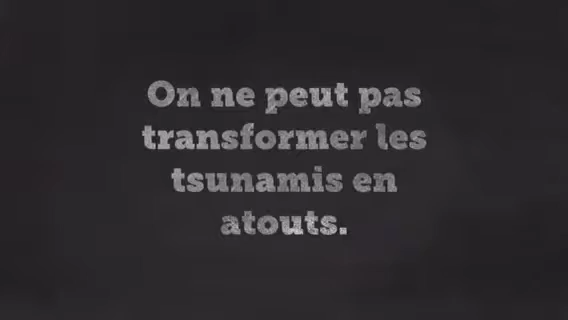 On ne peut pas
transformer les
tsunamis en
atouts.